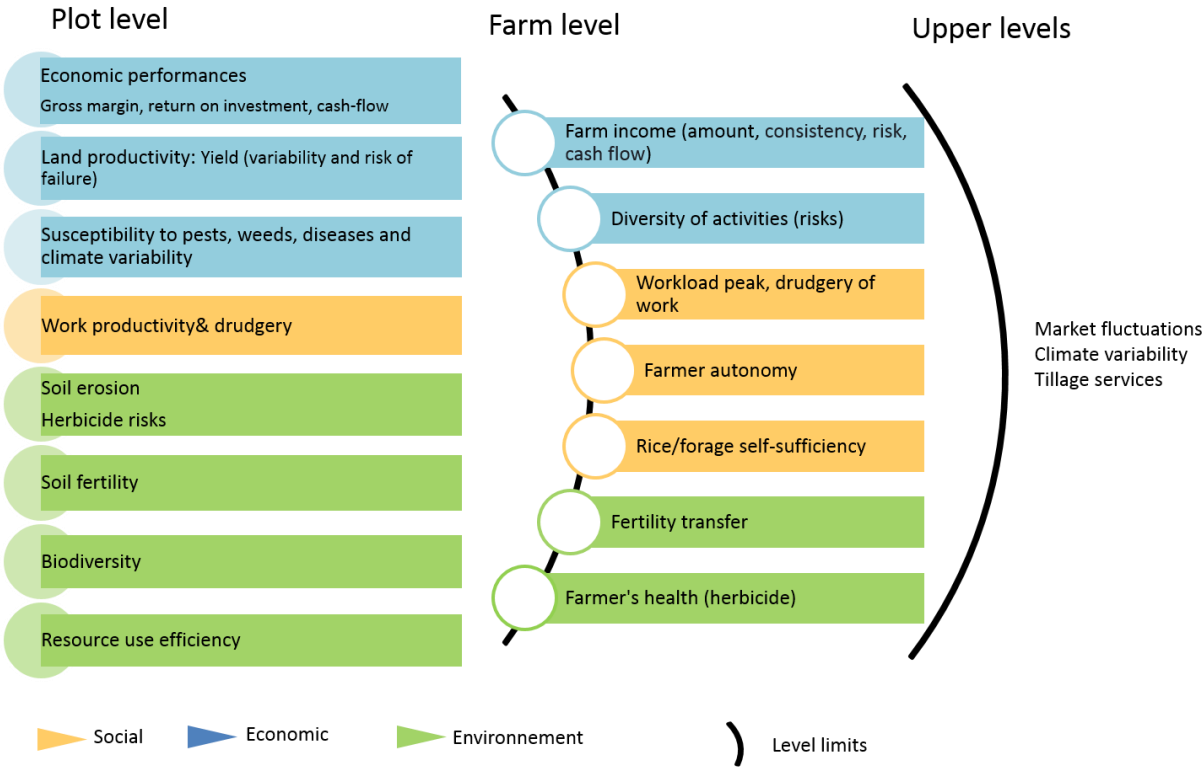 Plot level
Economic performances
Gross margin, return on investment, cash-flow
Land productivity: Yield (variability and risk of
failure)
Susceptibility to pests, weeds, diseases and
climate variability
Work productivity& drudgery
Soil erosion
Herbicide risks
Soil fertility
Biodiversity
Resource use efficiency
Farm level
Farm income (amount, consistency, risk,
cash flow)
Diversity of activities (risks)
Workload peak, drudgery of
work
Farmer autonomy
Rice/forage self-sufficiency
Fertility transfer
Farmer's health (herbicide)
Upper levels
Market fluctuations
Climate variability
Tillage services
Social
Economic
Environnement
Level limits